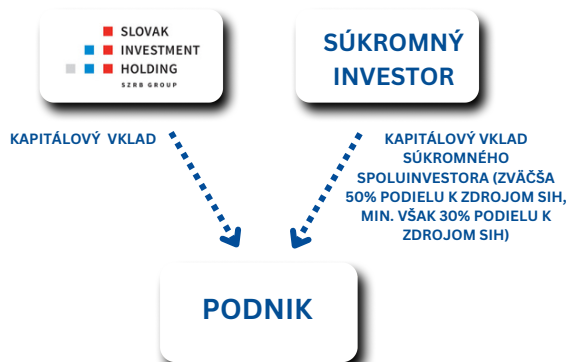 SLOVAK
INVESTMENT
HOLDING
SZRB GROUP
SÚKROMNÝ
INVESTOR
KAPITÁLOVÝ VKLAD
KAPITÁLOVÝ VKLAD
SÚKROMNÉHO
SPOLUINVESTORA (ZVÄČŠA
50% PODIELU K ZDROJOM SIH,
MIN. VŠAK 30% PODIELU K
ZDROJOM SIH)
PODNIK